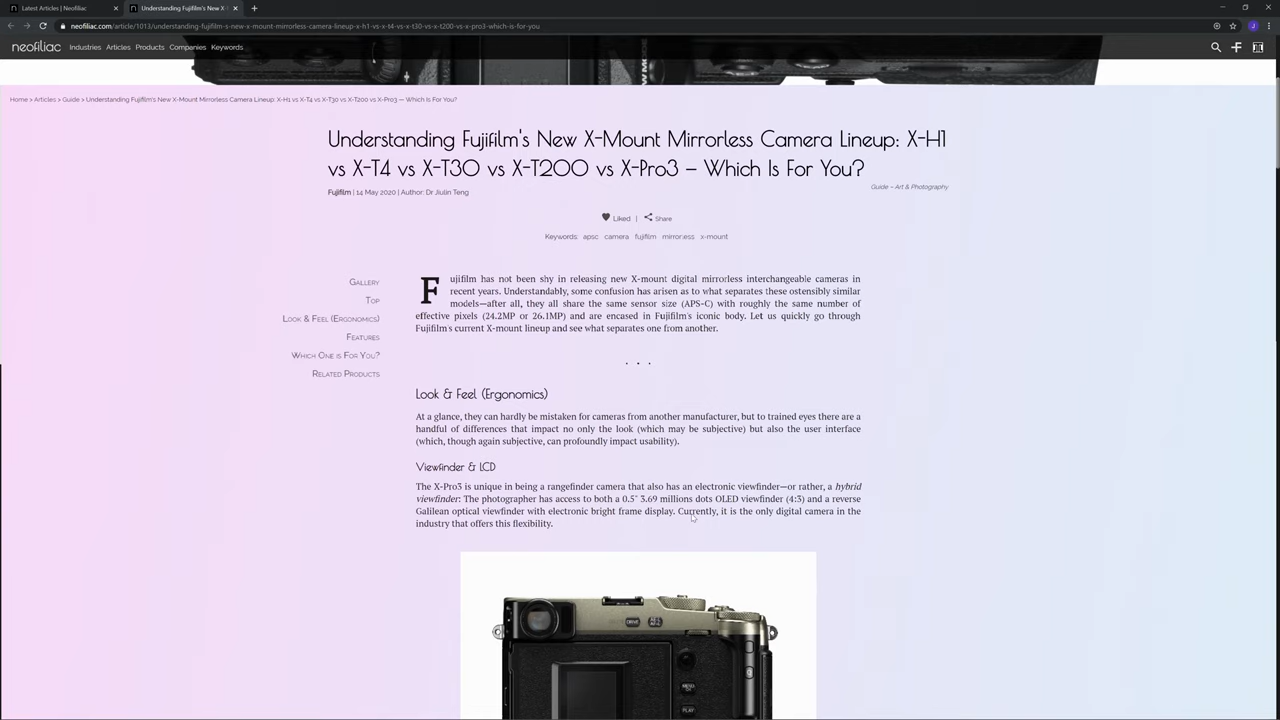 Latest Articles | Neofiliac
Understanding Fujifilm's New X
neofiliac.com/article/1013/understanding-fujifilm-s-new-x-mount-mirrorless-camera-lineup-x-h1-vs-x-t4-vs-x-t30-vs-x-t200-vs-x-pro3-which-is-for-you
J
neofiliac Industries Articles Products Companies Keywords
Home > Articles > Guide > Understanding Fujifilm's New X-Mount Mirrorless Camera Lineup: X-H1 vs X-T4 vs X-T30 vs X-T200 vs X-Pro3 — Which Is For You?
Understanding Fujifilm's New X-Mount Mirrorless Camera Lineup: X-H1
vs X-T4 vs X-T30 vs X-T200 vs X-Pro3 – Which Is For You?
Fujifilm | 14 May 2020 | Author: Dr Jiulin Teng
Guide - Art & Photography
Liked | Share
Keywords: apsc camera fujifilm mirrorless x-mount
Gallery
Top
Look & Feel (Ergonomics)
Features
Which One is For You?
Related Products
Fujifilm has not been shy in releasing new X-mount digital mirrorless interchangeable cameras in
recent years. Understandably, some confusion has arisen as to what separates these ostensibly similar
models—after all, they all share the same sensor size (APS-C) with roughly the same number of
effective pixels (24.2MP or 26.1MP) and are encased in Fujifilm's iconic body. Let us quickly go through
Fujifilm's current X-mount lineup and see what separates one from another.
. . .
Look & Feel (Ergonomics)
At a glance, they can hardly be mistaken for cameras from another manufacturer, but to trained eyes there are a
handful of differences that impact no only the look (which may be subjective) but also the user interface
(which, though again subjective, can profoundly impact usability).
Viewfinder & LCD
The X-Pro3 is unique in being a rangefinder camera that also has an electronic viewfinder—or rather, a hybrid
viewfinder: The photographer has access to both a 0.5" 3.69 millions dots OLED viewfinder (4:3) and a reverse
Galilean optical viewfinder with electronic bright frame display. Currently, it is the only digital camera in the
industry that offers this flexibility.
DRIVE
MENU
OK
PLAY